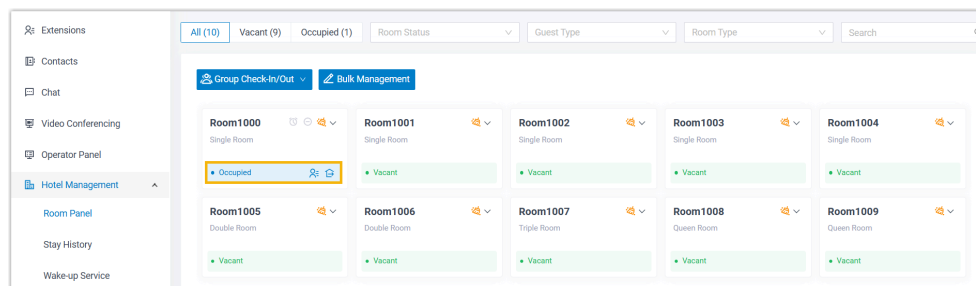 Extensions
Contacts
Chat
Video Conferencing
Operator Panel
Hotel Management
Room Panel
Stay History
Wake-up Service
All (10) Vacant (9) Occupied (1) Room Status Guest Type Room Type Search
Group Check-In/Out Bulk Management
Room1000 Room1001 Room1002 Room1003 Room1004
Single Room Single Room Single Room Single Room Single Room
Occupied Vacant Vacant Vacant Vacant
Room1005 Room1006 Room1007 Room1008 Room1009
Double Room Double Room Triple Room Queen Room Queen Room
Vacant Vacant Vacant Vacant Vacant